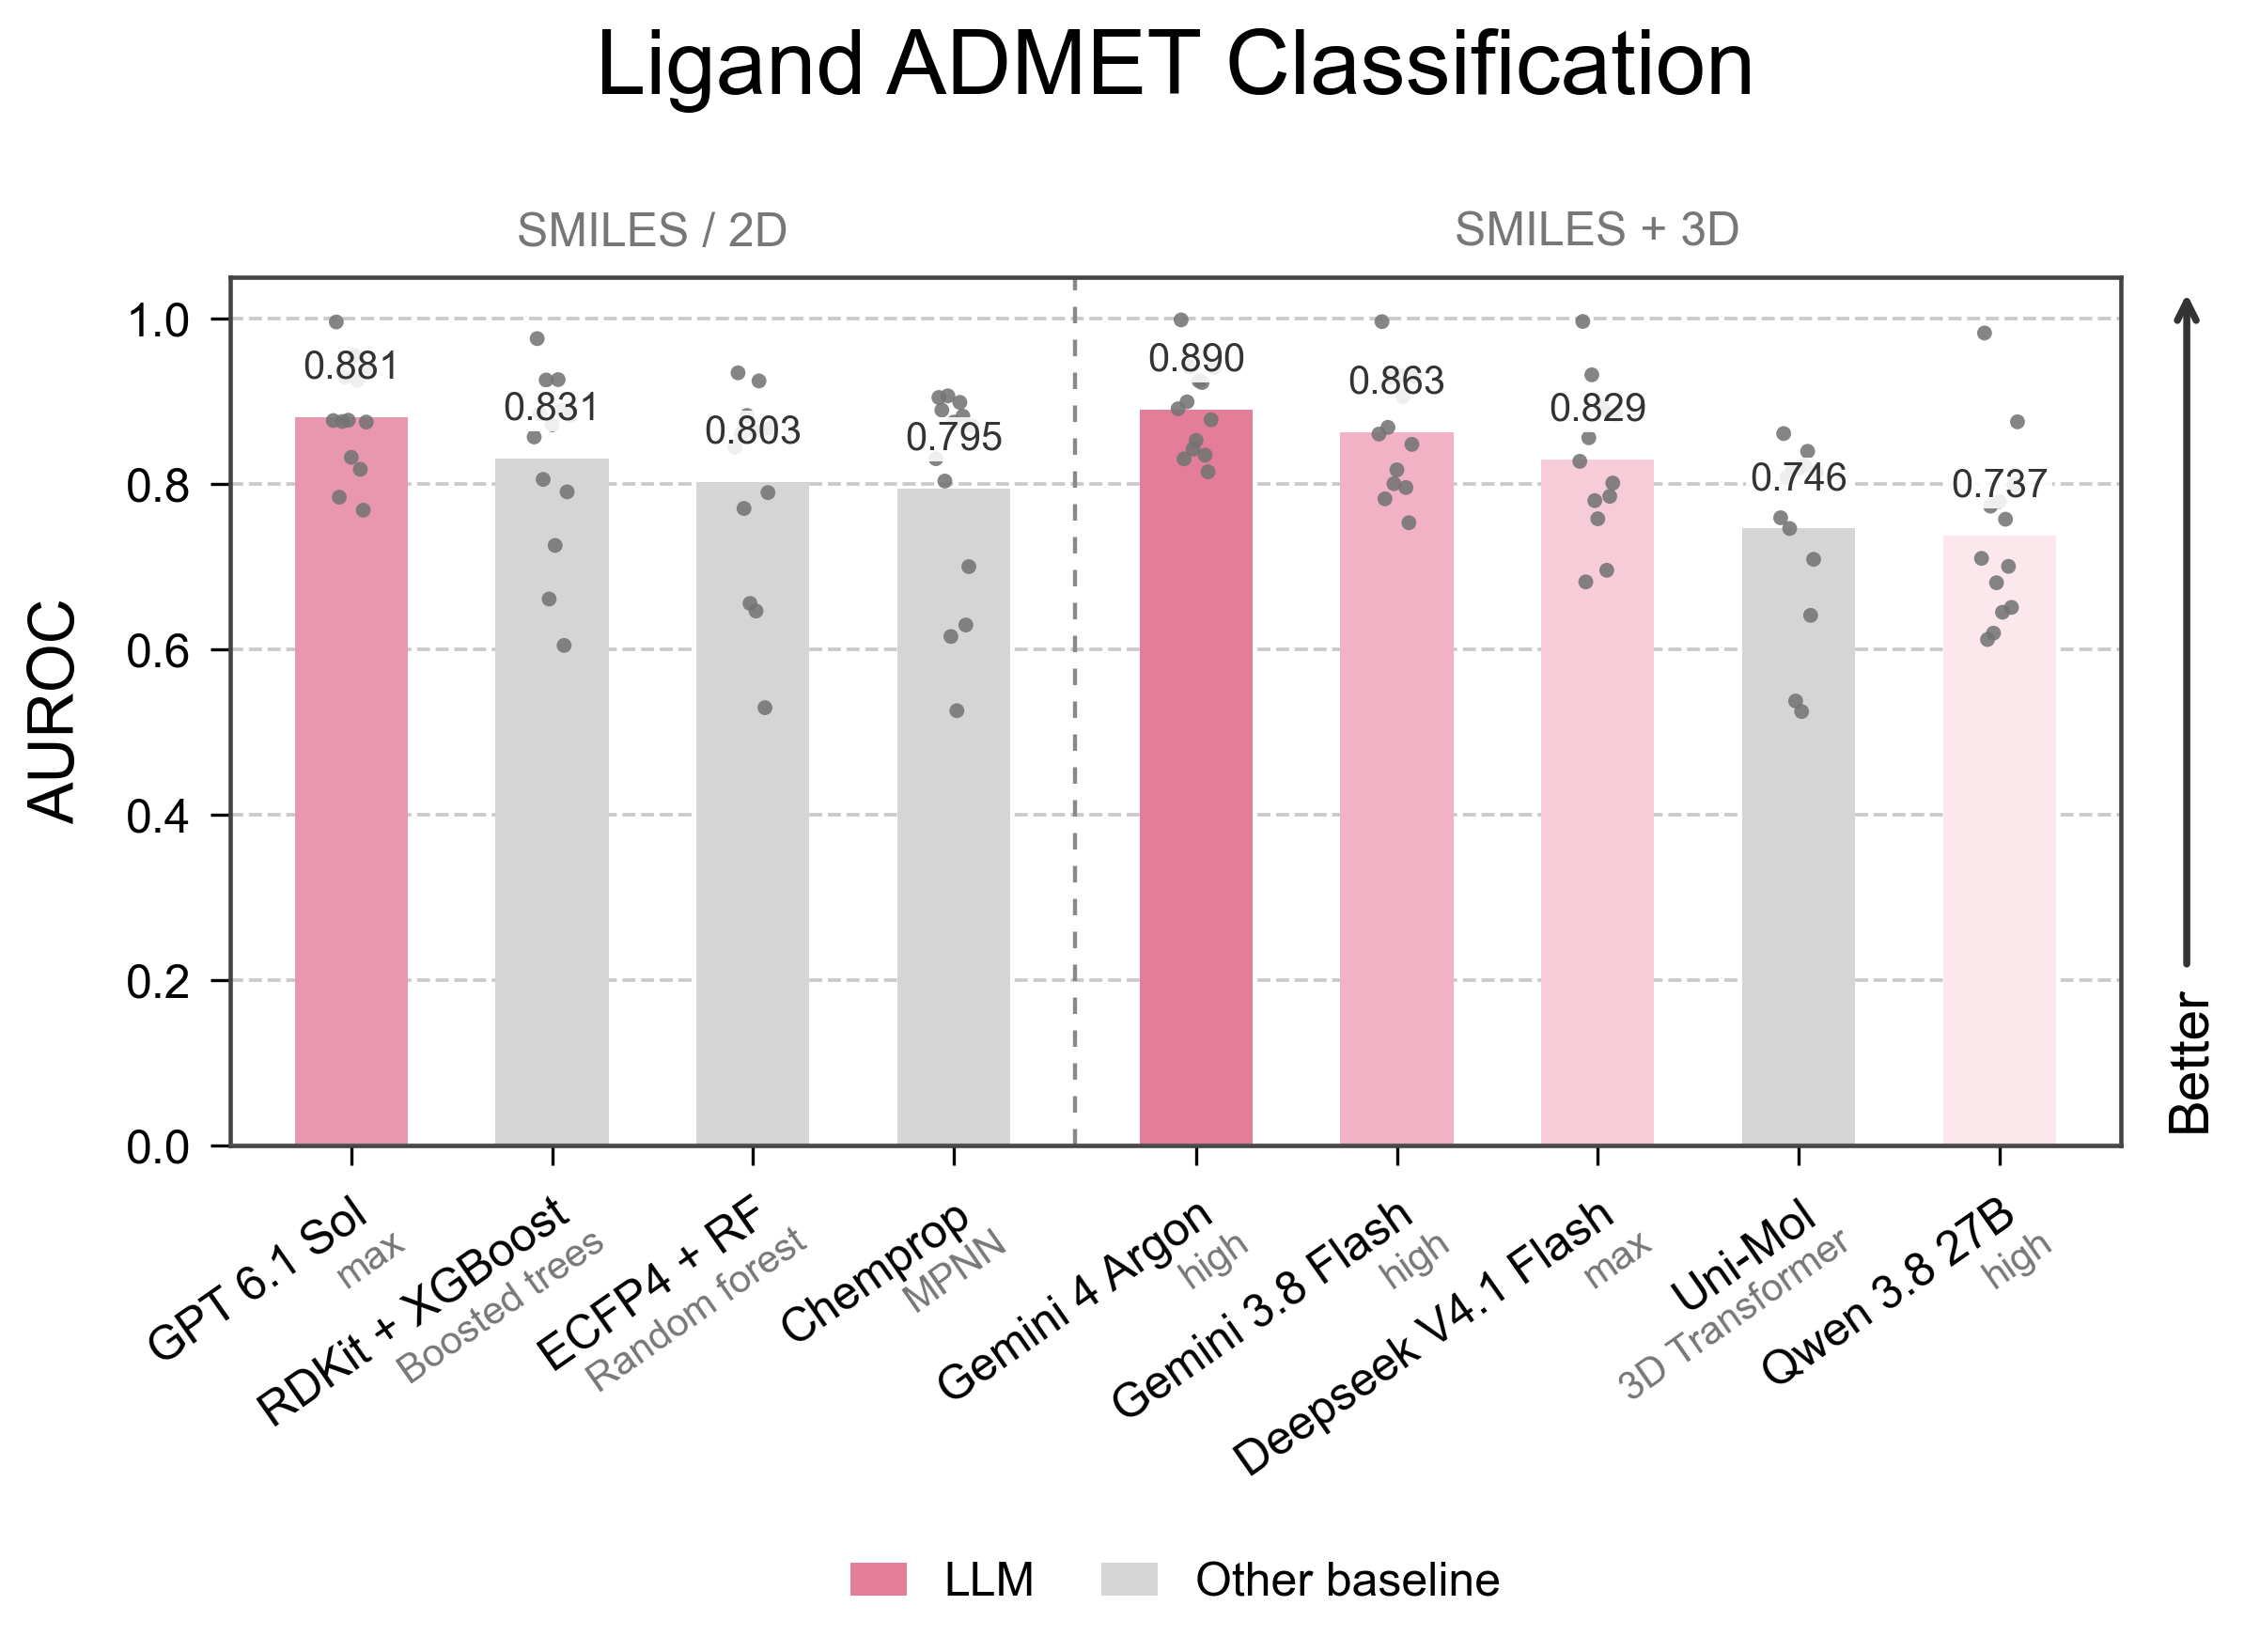 Ligand ADMET Classification
SMILES / 2D
SMILES + 3D
AUROC
1.0
0.8
0.6
0.4
0.2
0.0
0.881
0.831
0.803
0.795
0.890
0.863
0.829
0.746
0.737
Better
GPT 6.1 Sol
max
RDKit + XGBoost
Boosted trees
ECFP4 + RF
Random forest
Chemprop
MPNN
Gemini 4 Argon
high
Gemini 3.8 Flash
high
Deepseek V4.1 Flash
max
Uni-Mol
3D Transformer
Qwen 3.8 27B
high
LLM
Other baseline